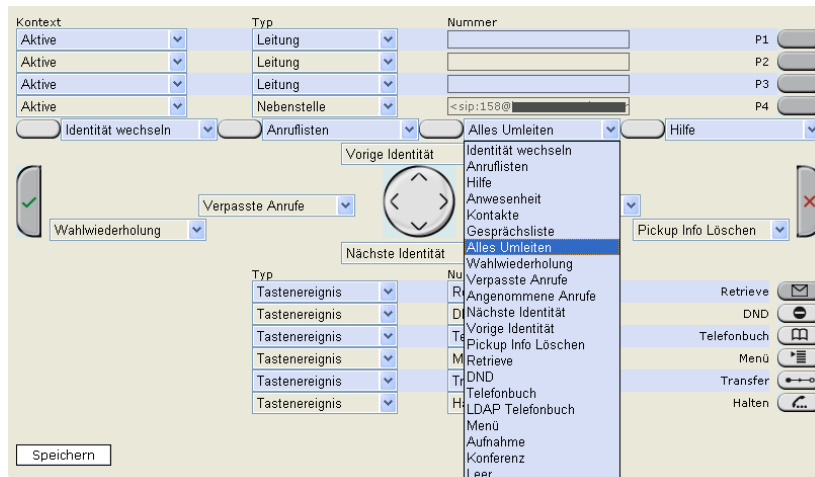 Kontext Typ Nummer
Aktive Leitung P1
Aktive Leitung P2
Aktive Leitung P3
Aktive Nebenstelle <sip:158@ P4
Identität wechseln Anruflisten Alles Umleiten Hilfe
Vorige Identität
Verpasste Anrufe
Wahlwiederholung
Pickup Info Löschen
Nächste Identität
Identität wechseln
Anruflisten
Hilfe
Anwesenheit
Kontakte
Gesprächsliste
Alles Umleiten
Wahlwiederholung
Verpasste Anrufe
Angenommene Anrufe
Nächste Identität
Vorige Identität
Pickup Info Löschen
Retrieve
DND
Telefonbuch
LDAP Telefonbuch
Menü
Aufnahme
Konferenz
Leer
Typ
Tastenereignis Retrieve
Tastenereignis DND
Tastenereignis Telefonbuch
Tastenereignis Menü
Tastenereignis Transfer
Tastenereignis Halten
Speichern